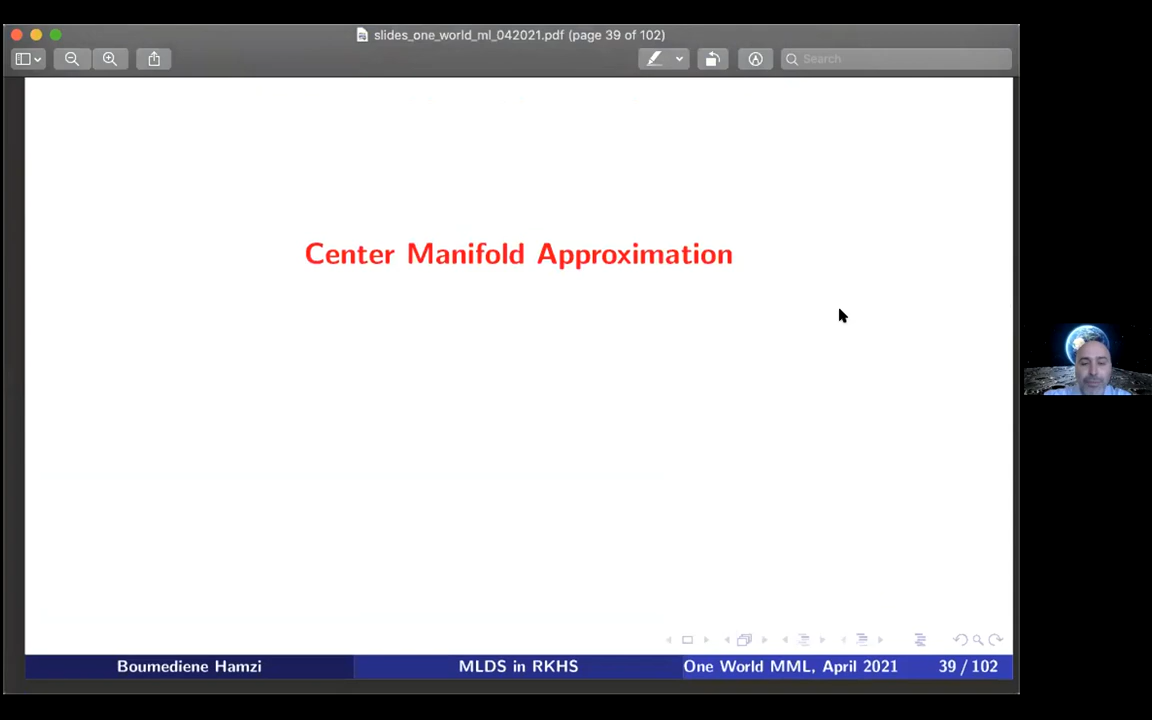 slides_one_world_ml_042021.pdf (page 39 of 102)
Search
Center Manifold Approximation
Boumediene Hamzi MLDS in RKHS One World MML, April 2021 39 / 102